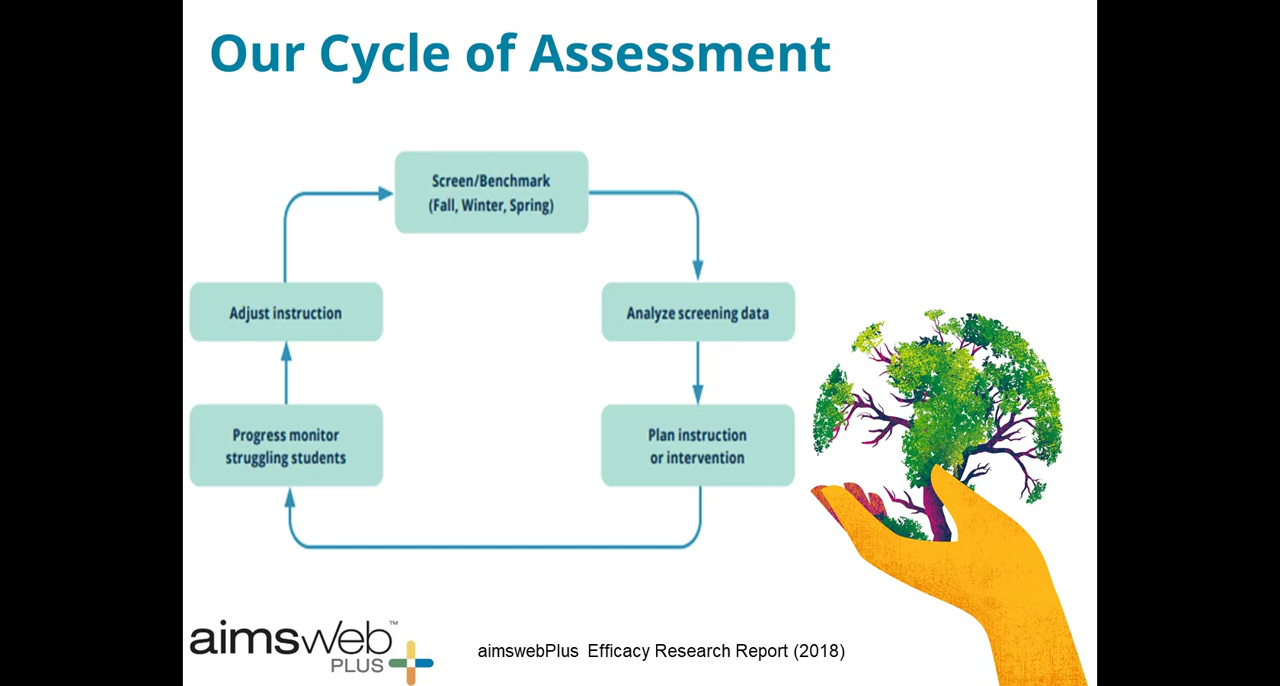 Our Cycle of Assessment
Screen/Benchmark
(Fall, Winter, Spring)
Analyze screening data
Plan instruction
or intervention
Progress monitor
struggling students
Adjust instruction
aimsweb™
PLUS
aimswebPlus Efficacy Research Report (2018)